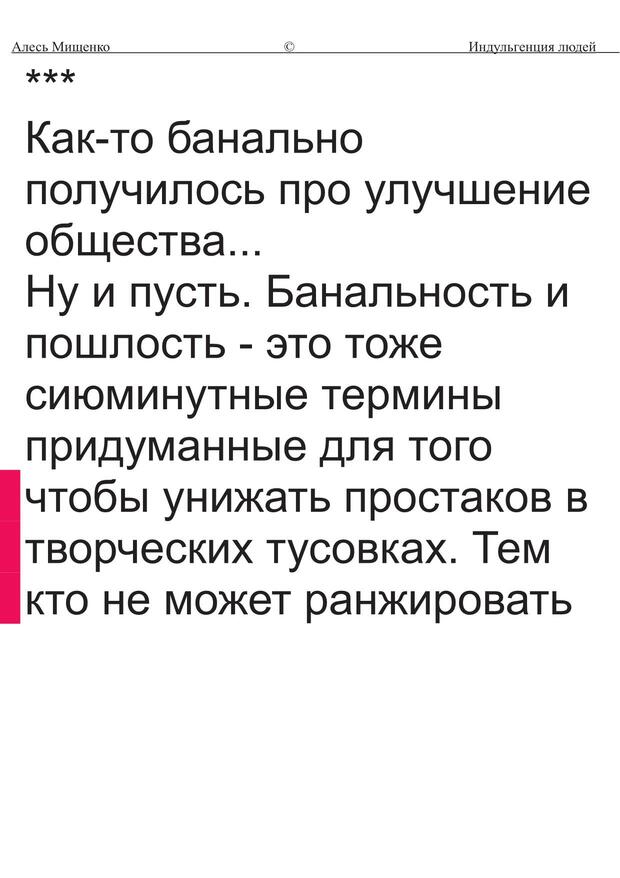 Алесь Мищенко © Индульгенция людей
***
Как-то банально
получилось про улучшение
общества...
Ну и пусть. Банальность и
пошлость - это тоже
сиюминутные термины
придуманные для того
чтобы унижать простаков в
творческих тусовках. Тем
кто не может ранжировать